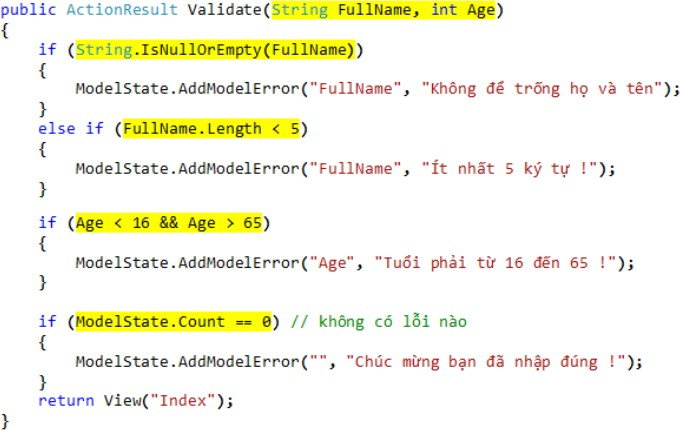 public ActionResult Validate(String FullName, int Age)
{
    if (String.IsNullOrEmpty(FullName))
    {
        ModelState.AddModelError("FullName", "Không để trống họ và tên");
    }
    else if (FullName.Length < 5)
    {
        ModelState.AddModelError("FullName", "Ít nhất 5 ký tự !");
    }
    if (Age < 16 && Age > 65)
    {
        ModelState.AddModelError("Age", "Tuổi phải từ 16 đến 65 !");
    }
    if (ModelState.Count == 0) // không có lỗi nào
    {
        ModelState.AddModelError("", "Chúc mừng bạn đã nhập đúng !");
    }
    return View("Index");
}